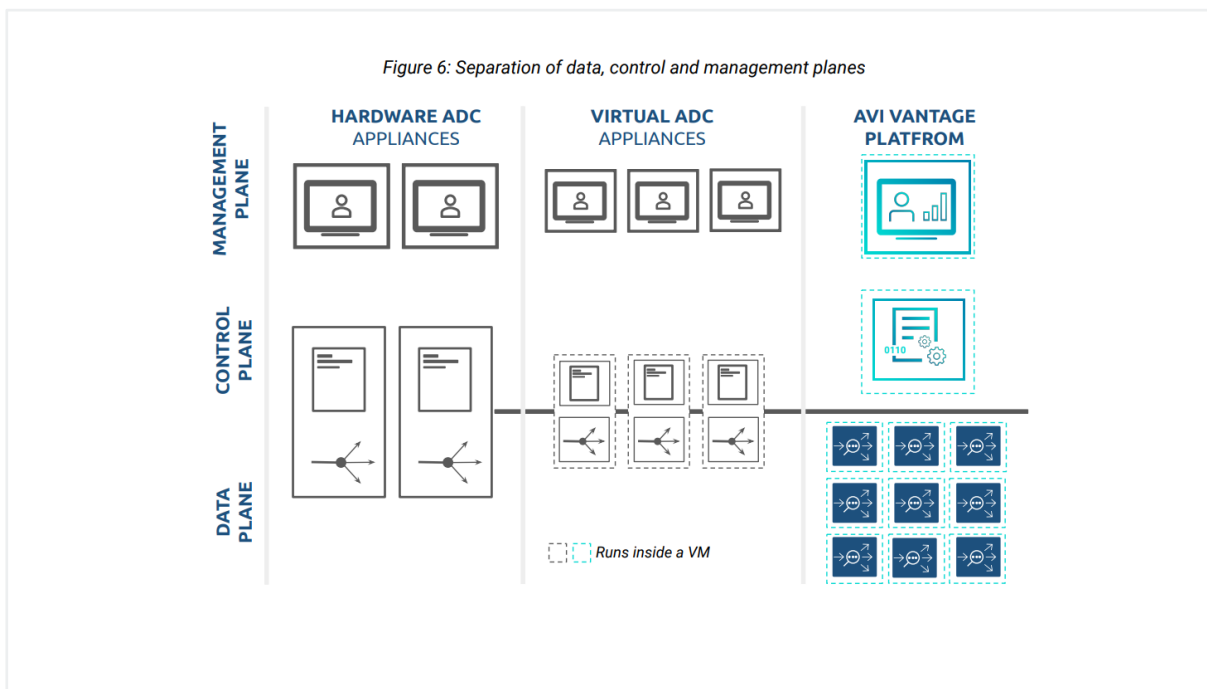 Figure 6: Separation of data, control and management planes
HARDWARE ADC
APPLIANCES
VIRTUAL ADC
APPLIANCES
AVI VANTAGE
PLATFROM
MANAGEMENT
PLANE
CONTROL
PLANE
0110
DATA
PLANE
Runs inside a VM